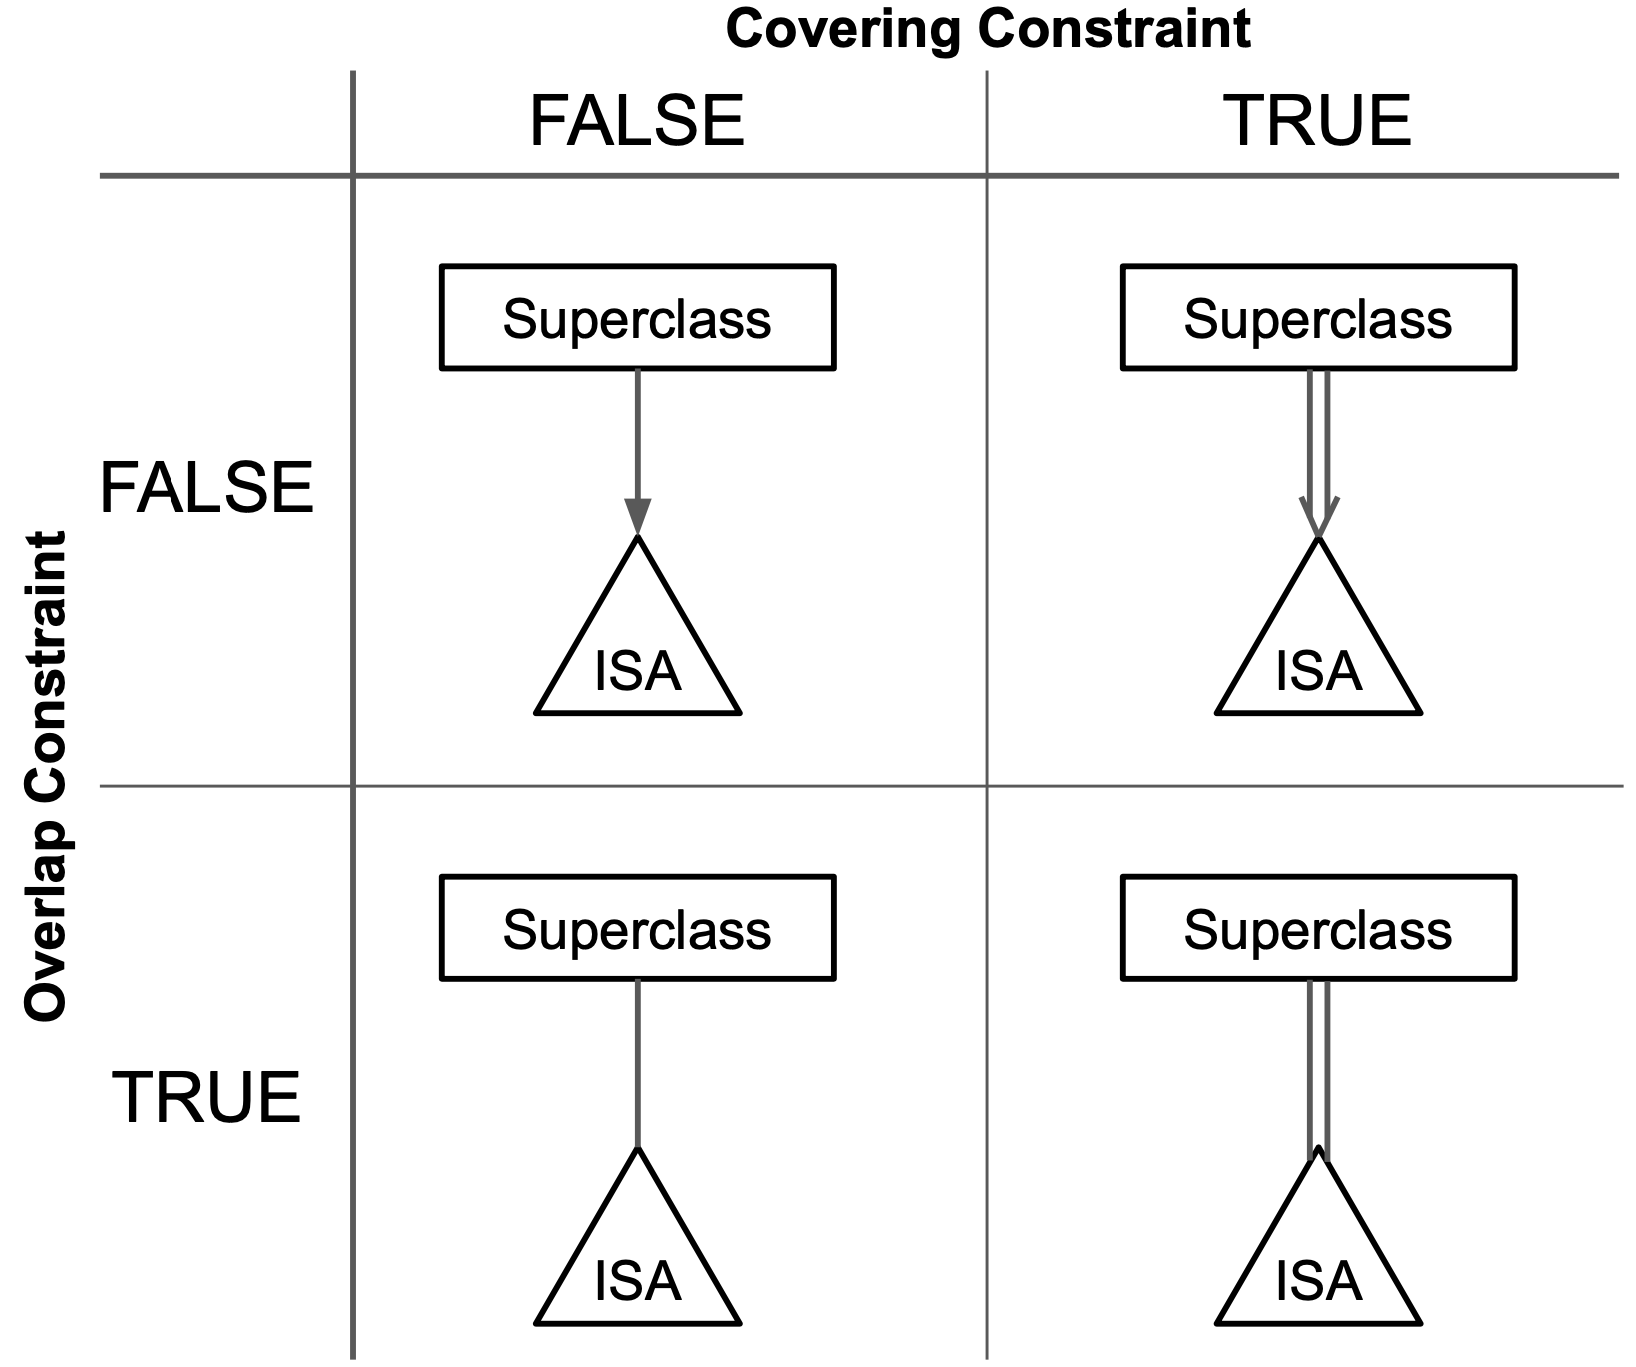 Covering Constraint
FALSE
TRUE
Overlap Constraint
FALSE
Superclass
Superclass
ISA
ISA
TRUE
Superclass
Superclass
ISA
ISA